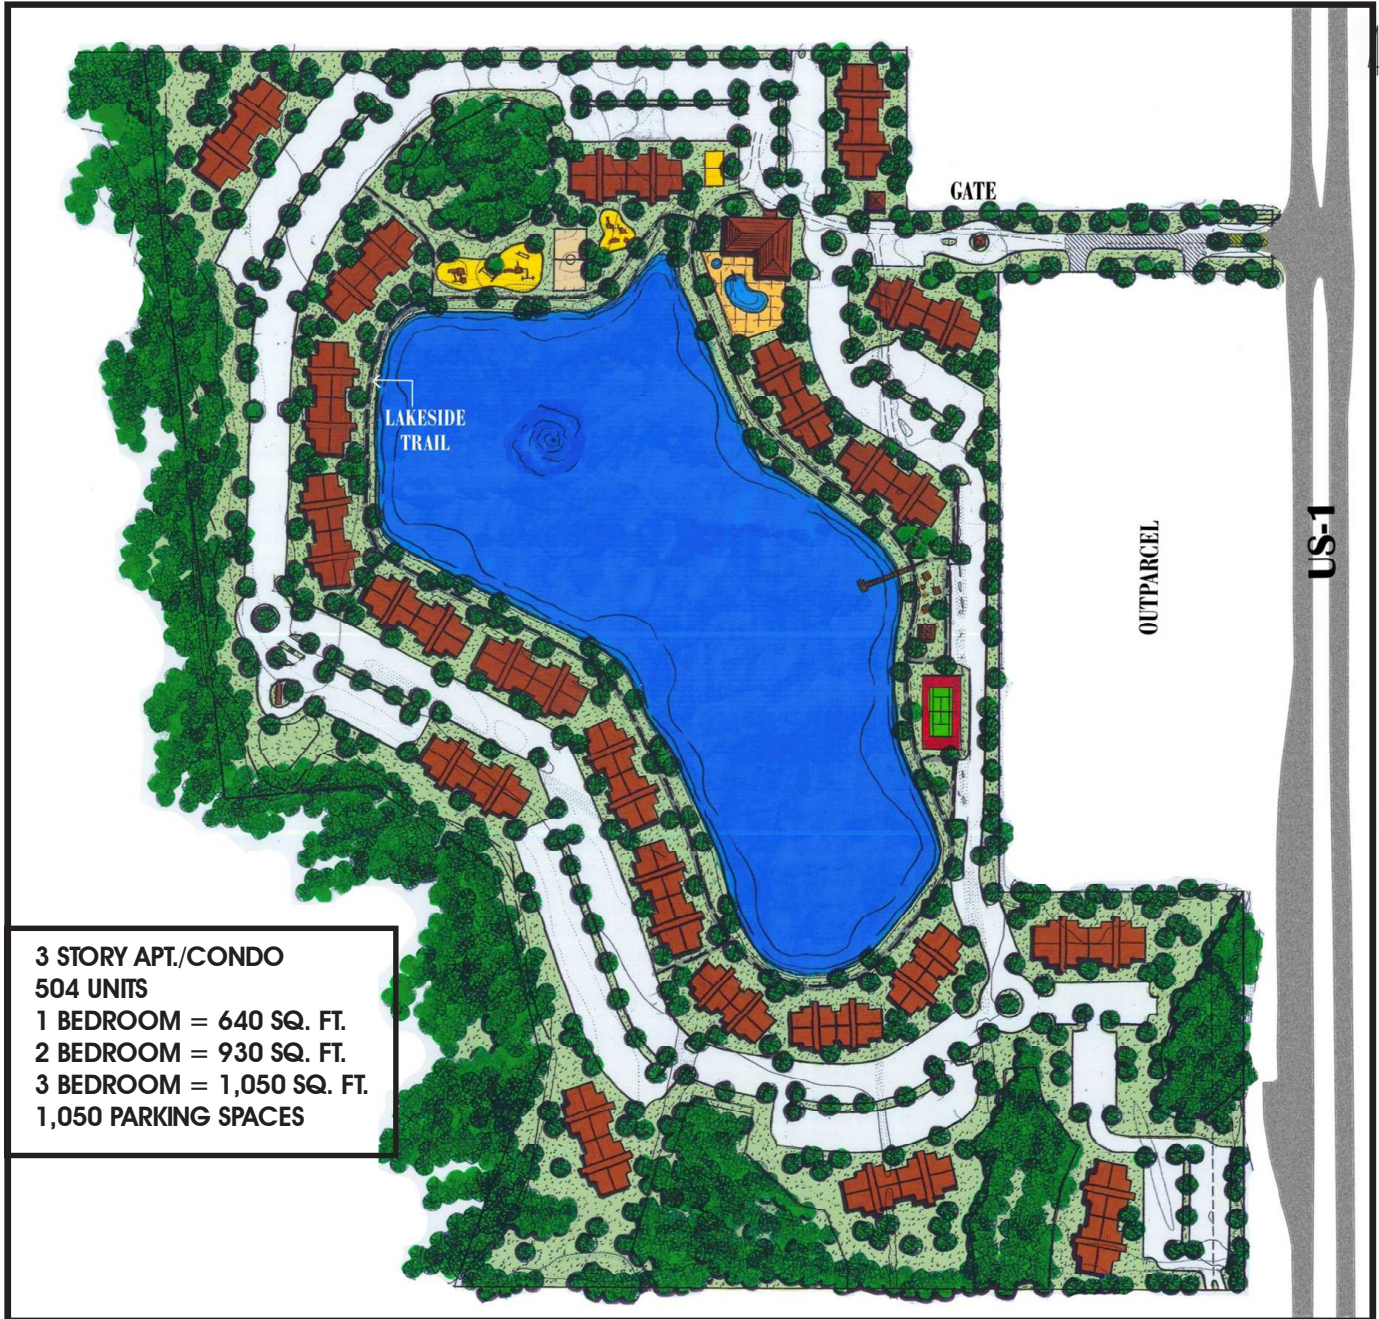 GATE
LAKESIDE
TRAIL
OUTPARCEL
US-1
3 STORY APT./CONDO
504 UNITS
1 BEDROOM = 640 SQ. FT.
2 BEDROOM = 930 SQ. FT.
3 BEDROOM = 1,050 SQ. FT.
1,050 PARKING SPACES